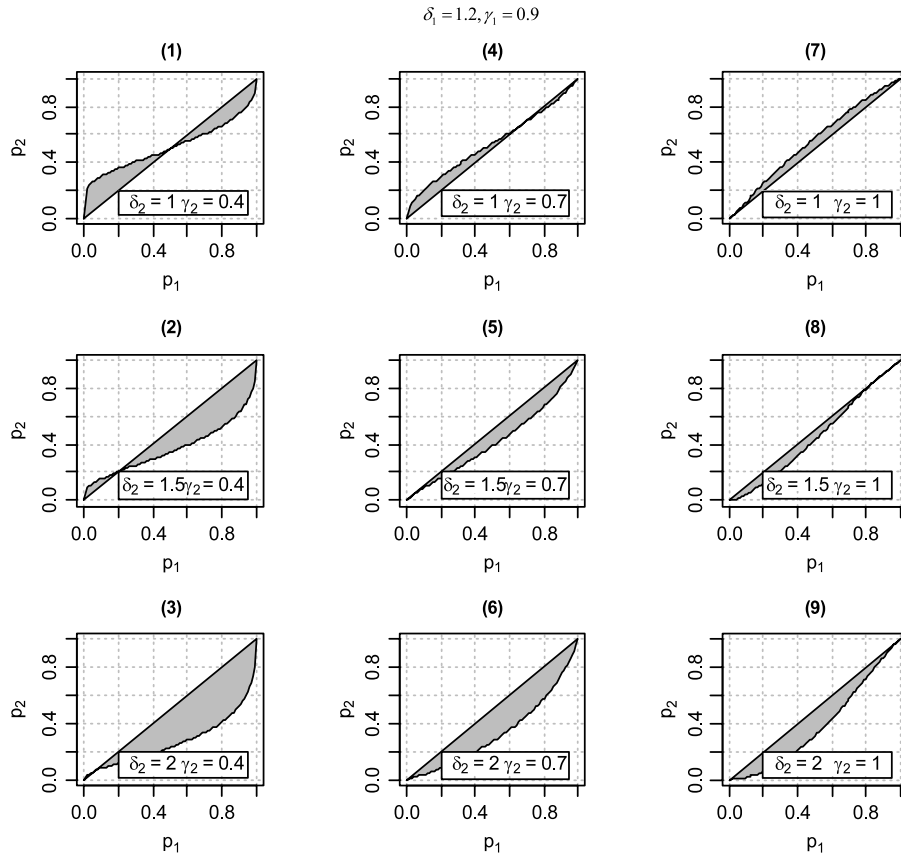 δ₁ = 1.2, γ₁ = 0.9
(1)
p₂
0.0 0.4 0.8
δ₂ = 1 γ₂ = 0.4
0.0 0.4 0.8
p₁
(4)
p₂
0.0 0.4 0.8
δ₂ = 1 γ₂ = 0.7
0.0 0.4 0.8
p₁
(7)
p₂
0.0 0.4 0.8
δ₂ = 1 γ₂ = 1
0.0 0.4 0.8
p₁
(2)
p₂
0.0 0.4 0.8
δ₂ = 1.5γ₂ = 0.4
0.0 0.4 0.8
p₁
(5)
p₂
0.0 0.4 0.8
δ₂ = 1.5γ₂ = 0.7
0.0 0.4 0.8
p₁
(8)
p₂
0.0 0.4 0.8
δ₂ = 1.5 γ₂ = 1
0.0 0.4 0.8
p₁
(3)
p₂
0.0 0.4 0.8
δ₂ = 2 γ₂ = 0.4
0.0 0.4 0.8
p₁
(6)
p₂
0.0 0.4 0.8
δ₂ = 2 γ₂ = 0.7
0.0 0.4 0.8
p₁
(9)
p₂
0.0 0.4 0.8
δ₂ = 2 γ₂ = 1
0.0 0.4 0.8
p₁